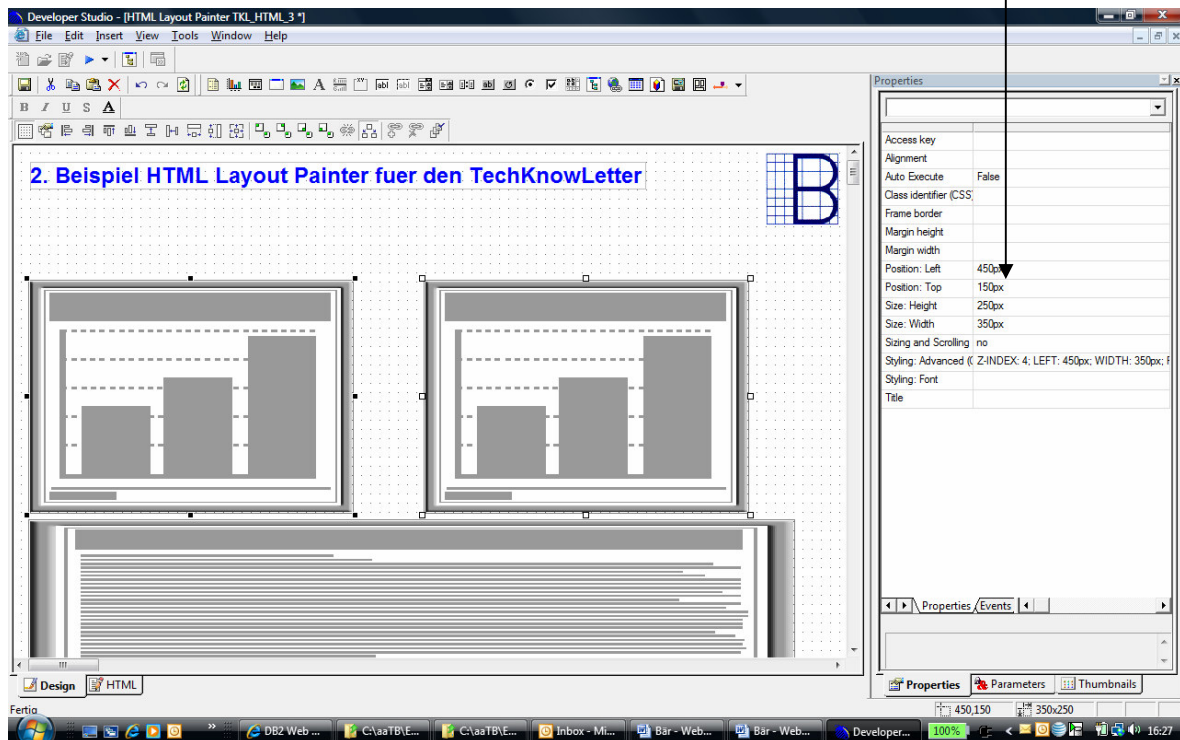 Developer Studio - [HTML Layout Painter TKL_HTML_3 *]
File Edit Insert View Tools Window Help
B I U S A
2. Beispiel HTML Layout Painter fuer den TechKnowLetter
B
Properties
Access key
Alignment
Auto Execute False
Class identifier (CSS)
Frame border
Margin height
Margin width
Position: Left 450px
Position: Top 150px
Size: Height 250px
Size: Width 350px
Sizing and Scrolling no
Styling: Advanced (C Z-INDEX: 4; LEFT: 450px; WIDTH: 350px; F
Styling: Font
Title
Properties Events
Design HTML
Properties Parameters Thumbnails
Fertig
450,150 350x250
DB2 Web ... C:\aaTB\E... C:\aaTB\E... Inbox - Mi... Bär - Web... Bär - Web... Developer... 100% 16:27